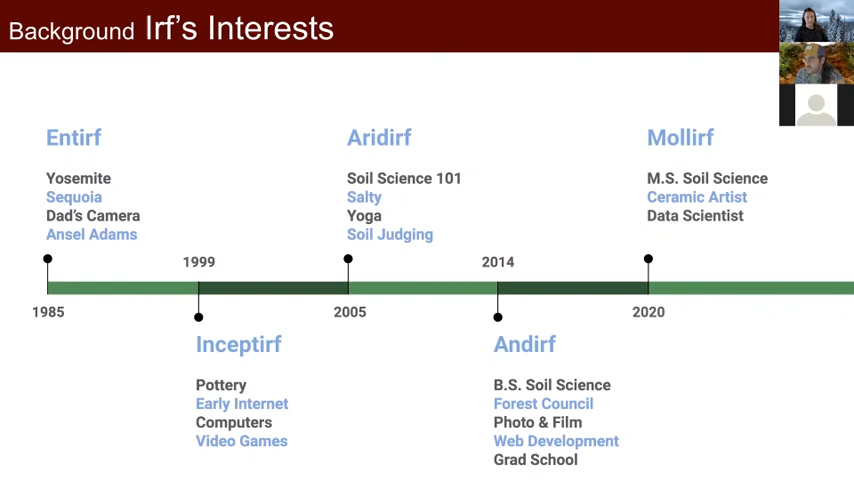 Background Irf's Interests
Entirf
Yosemite
Sequoia
Dad's Camera
Ansel Adams
Aridirf
Soil Science 101
Salty
Yoga
Soil Judging
Mollirf
M.S. Soil Science
Ceramic Artist
Data Scientist
1999
2014
1985
2005
2020
Inceptirf
Pottery
Early Internet
Computers
Video Games
Andirf
B.S. Soil Science
Forest Council
Photo & Film
Web Development
Grad School